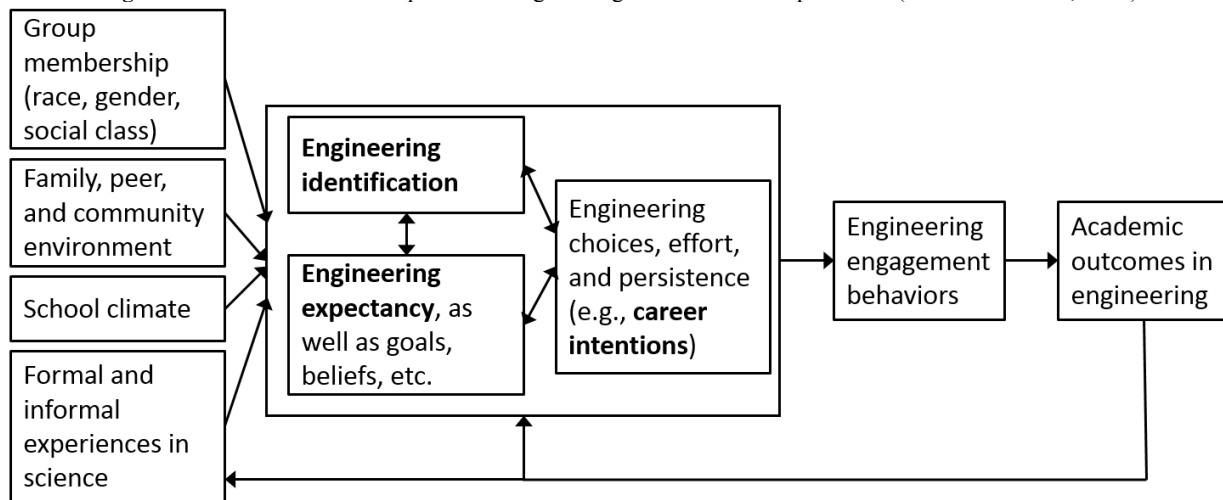 Group
membership
(race, gender,
social class)
Family, peer,
and community
environment
School climate
Formal and
informal
experiences in
science
Engineering
identification
Engineering
expectancy, as
well as goals,
beliefs, etc.
Engineering
choices, effort,
and persistence
(e.g., career
intentions)
Engineering
engagement
behaviors
Academic
outcomes in
engineering